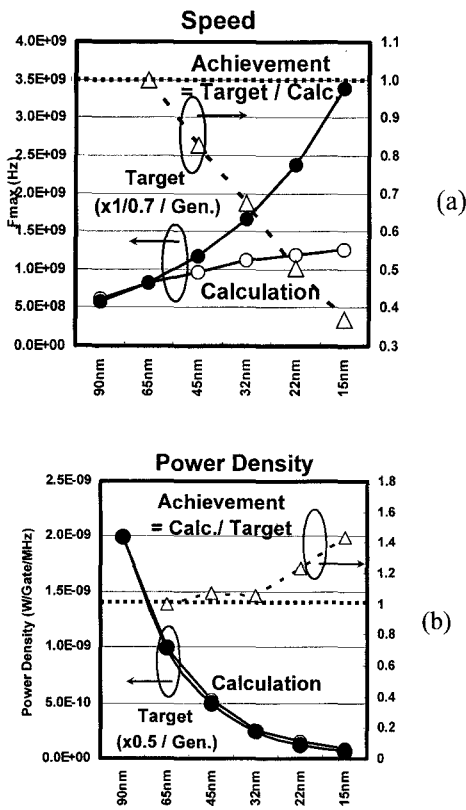 Speed
4.0E+09
3.5E+09
3.0E+09
2.5E+09
2.0E+09
1.5E+09
1.0E+09
5.0E+08
0.0E+00
Fmax (Hz)
1.1
1.0
0.9
0.8
0.7
0.6
0.5
0.4
0.3
Achievement
= Target / Calc.
Target
(x1/0.7 / Gen.)
Calculation
90nm
65nm
45nm
32nm
22nm
15nm
(a)
Power Density
2.5E-09
2.0E-09
1.5E-09
1.0E-09
5.0E-10
0.0E+00
Power Density (W/Gate/MHz)
1.8
1.6
1.4
1.2
1
0.8
0.6
0.4
0.2
0
Achievement
= Calc./ Target
Calculation
Target
(x0.5 / Gen.)
90nm
65nm
45nm
32nm
22nm
15nm
(b)